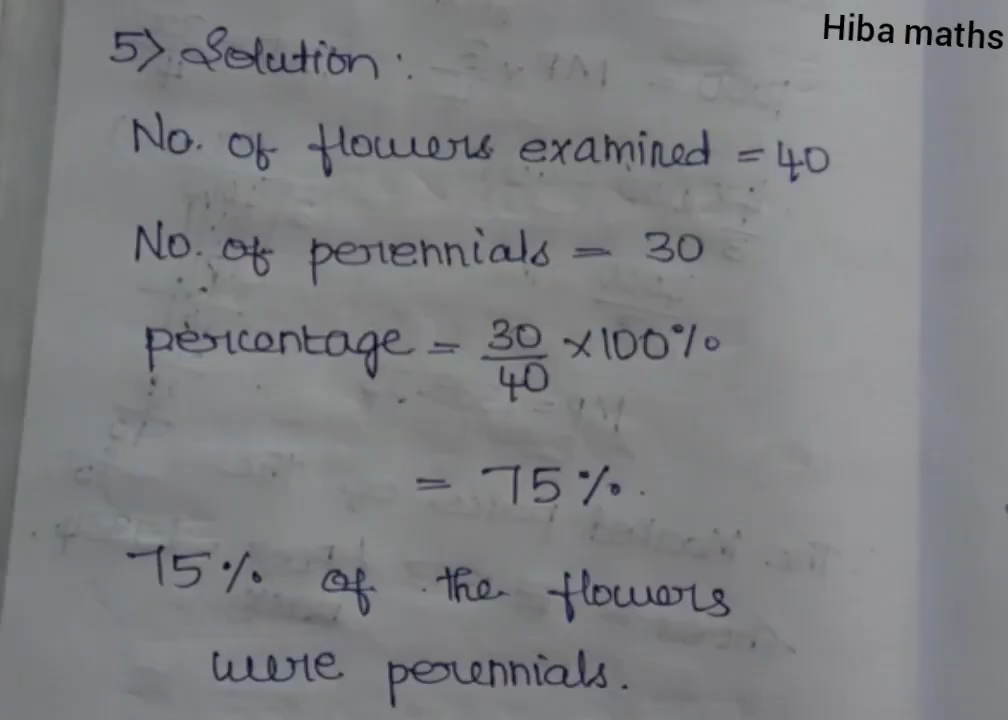 Hiba maths
5) Solution:
No. of flowers examined = 40
No. of perennials = 30
percentage = 30/40 × 100%
= 75%.
75% of the flowers
were perennials.